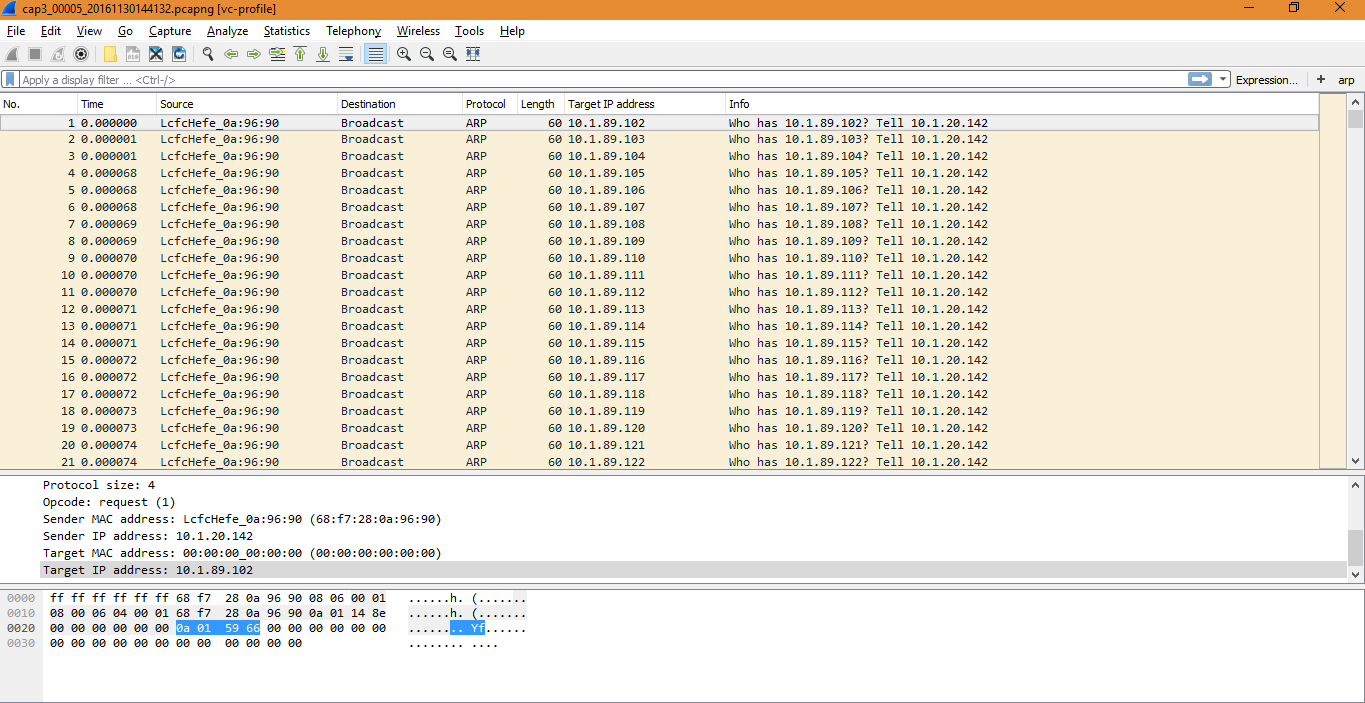 cap3_00005_20161130144132.pcapng [vc-profile]
File Edit View Go Capture Analyze Statistics Telephony Wireless Tools Help
Apply a display filter ... <Ctrl-/> Expression... + arp
No. Time Source Destination Protocol Length Target IP address Info
1 0.000000 LcfcHefe_0a:96:90 Broadcast ARP 60 10.1.89.102 Who has 10.1.89.102? Tell 10.1.20.142
2 0.000001 LcfcHefe_0a:96:90 Broadcast ARP 60 10.1.89.103 Who has 10.1.89.103? Tell 10.1.20.142
3 0.000001 LcfcHefe_0a:96:90 Broadcast ARP 60 10.1.89.104 Who has 10.1.89.104? Tell 10.1.20.142
4 0.000068 LcfcHefe_0a:96:90 Broadcast ARP 60 10.1.89.105 Who has 10.1.89.105? Tell 10.1.20.142
5 0.000068 LcfcHefe_0a:96:90 Broadcast ARP 60 10.1.89.106 Who has 10.1.89.106? Tell 10.1.20.142
6 0.000068 LcfcHefe_0a:96:90 Broadcast ARP 60 10.1.89.107 Who has 10.1.89.107? Tell 10.1.20.142
7 0.000069 LcfcHefe_0a:96:90 Broadcast ARP 60 10.1.89.108 Who has 10.1.89.108? Tell 10.1.20.142
8 0.000069 LcfcHefe_0a:96:90 Broadcast ARP 60 10.1.89.109 Who has 10.1.89.109? Tell 10.1.20.142
9 0.000070 LcfcHefe_0a:96:90 Broadcast ARP 60 10.1.89.110 Who has 10.1.89.110? Tell 10.1.20.142
10 0.000070 LcfcHefe_0a:96:90 Broadcast ARP 60 10.1.89.111 Who has 10.1.89.111? Tell 10.1.20.142
11 0.000070 LcfcHefe_0a:96:90 Broadcast ARP 60 10.1.89.112 Who has 10.1.89.112? Tell 10.1.20.142
12 0.000071 LcfcHefe_0a:96:90 Broadcast ARP 60 10.1.89.113 Who has 10.1.89.113? Tell 10.1.20.142
13 0.000071 LcfcHefe_0a:96:90 Broadcast ARP 60 10.1.89.114 Who has 10.1.89.114? Tell 10.1.20.142
14 0.000071 LcfcHefe_0a:96:90 Broadcast ARP 60 10.1.89.115 Who has 10.1.89.115? Tell 10.1.20.142
15 0.000072 LcfcHefe_0a:96:90 Broadcast ARP 60 10.1.89.116 Who has 10.1.89.116? Tell 10.1.20.142
16 0.000072 LcfcHefe_0a:96:90 Broadcast ARP 60 10.1.89.117 Who has 10.1.89.117? Tell 10.1.20.142
17 0.000072 LcfcHefe_0a:96:90 Broadcast ARP 60 10.1.89.118 Who has 10.1.89.118? Tell 10.1.20.142
18 0.000073 LcfcHefe_0a:96:90 Broadcast ARP 60 10.1.89.119 Who has 10.1.89.119? Tell 10.1.20.142
19 0.000073 LcfcHefe_0a:96:90 Broadcast ARP 60 10.1.89.120 Who has 10.1.89.120? Tell 10.1.20.142
20 0.000074 LcfcHefe_0a:96:90 Broadcast ARP 60 10.1.89.121 Who has 10.1.89.121? Tell 10.1.20.142
21 0.000074 LcfcHefe_0a:96:90 Broadcast ARP 60 10.1.89.122 Who has 10.1.89.122? Tell 10.1.20.142
Protocol size: 4
Opcode: request (1)
Sender MAC address: LcfcHefe_0a:96:90 (68:f7:28:0a:96:90)
Sender IP address: 10.1.20.142
Target MAC address: 00:00:00_00:00:00 (00:00:00:00:00:00)
Target IP address: 10.1.89.102
0000 ff ff ff ff ff ff 68 f7 28 0a 96 90 08 06 00 01 ......h. (.......
0010 08 00 06 04 00 01 68 f7 28 0a 96 90 0a 01 14 8e ......h. (.......
0020 00 00 00 00 00 00 0a 01 59 66 00 00 00 00 00 00 ........ Yf......
0030 00 00 00 00 00 00 00 00 00 00 00 00 ........ ....